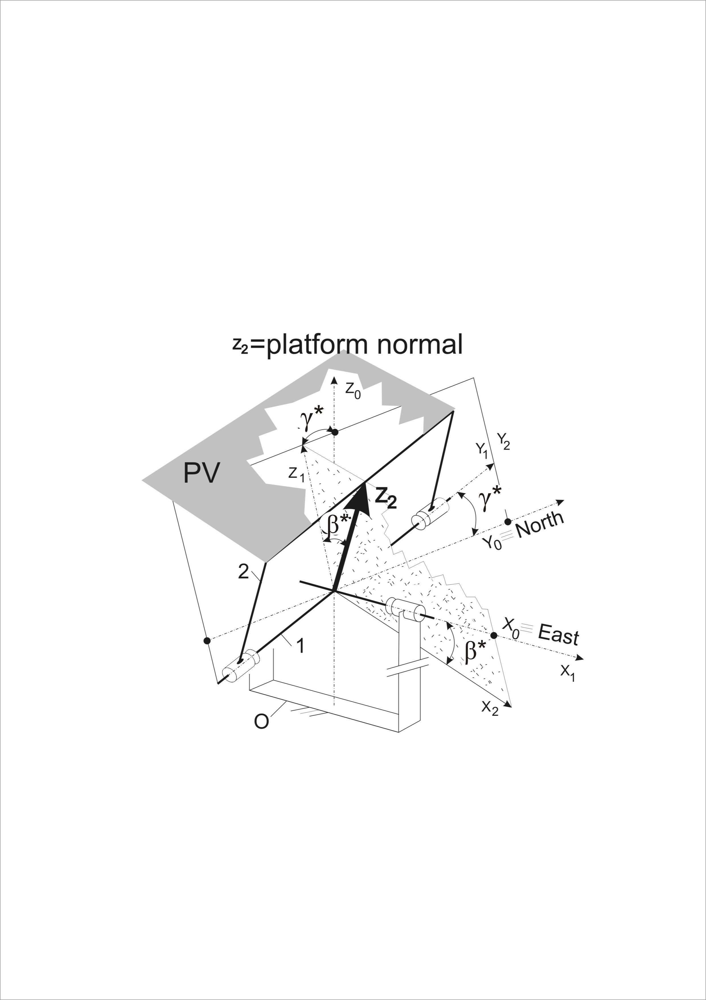 z₂=platform normal
Z₀
γ*
PV
Z₁
Y₁
Y₂
Z₂
γ*
β*
Y₀≡North
2
1
X₀≡East
β*
X₁
X₂
O